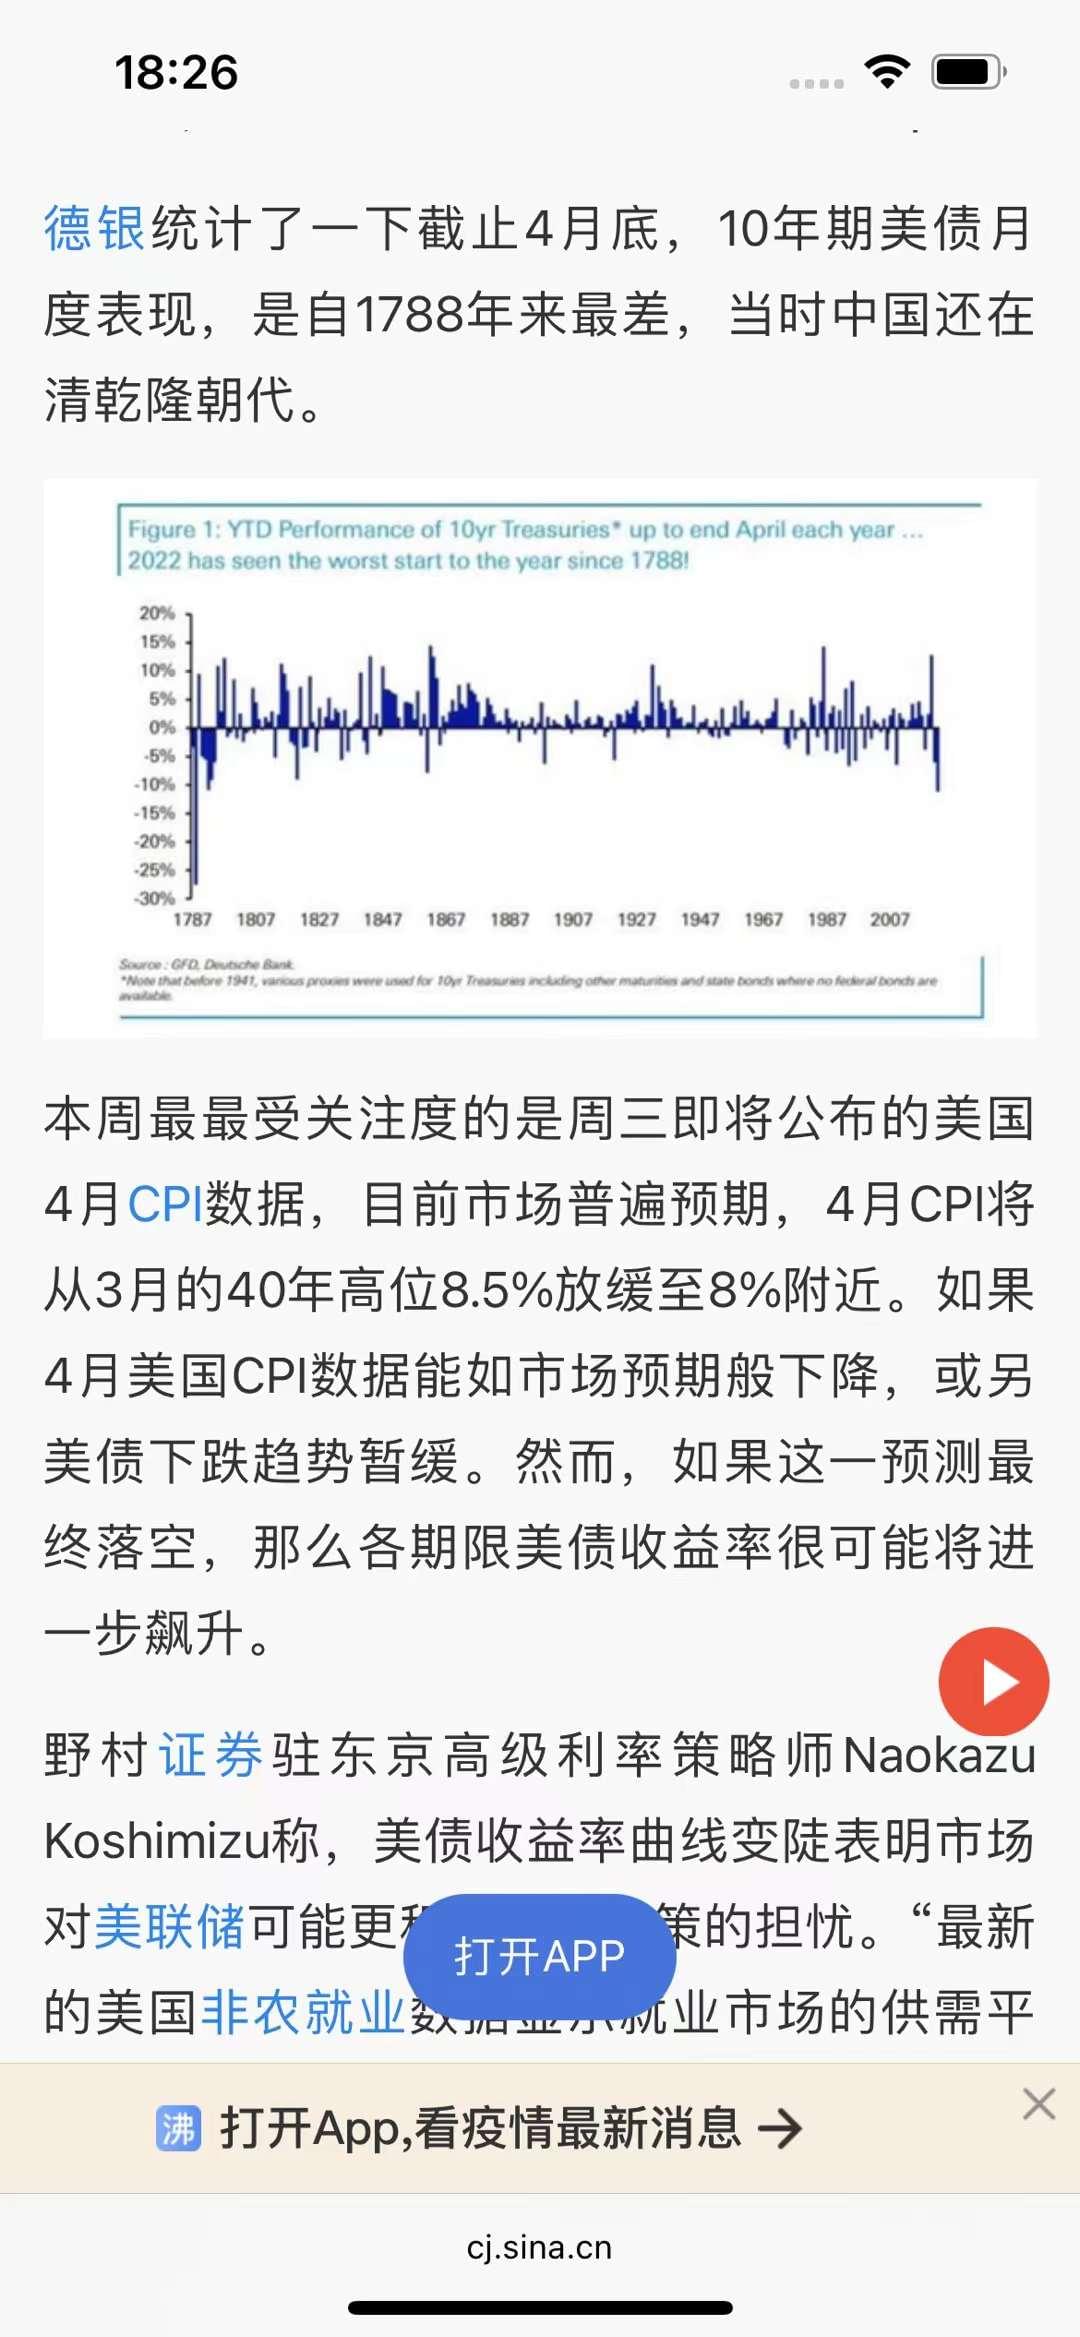 18:26
德银统计了一下截止4月底，10年期美债月
度表现，是自1788年来最差，当时中国还在
清乾隆朝代。
Figure 1: YTD Performance of 10yr Treasuries* up to end April each year ...
2022 has seen the worst start to the year since 1788!
20%
15%
10%
5%
0%
-5%
-10%
-15%
-20%
-25%
-30%
1787 1807 1827 1847 1867 1887 1907 1927 1947 1967 1987 2007
Source : GFD, Deutsche Bank
*Note that before 1941, various proxies were used for 10yr Treasuries including other maturities and state bonds where no federal bonds are
available.
本周最最受关注度的是周三即将公布的美国
4月CPI数据，目前市场普遍预期，4月CPI将
从3月的40年高位8.5%放缓至8%附近。如果
4月美国CPI数据能如市场预期般下降，或另
美债下跌趋势暂缓。然而，如果这一预测最
终落空，那么各期限美债收益率很可能将进
一步飙升。
野村证券驻东京高级利率策略师Naokazu
Koshimizu称，美债收益率曲线变陡表明市场
对美联储可能更策的担忧。“最新
打开APP
的美国非农就业数据显示就业市场的供需平
沸 打开App,看疫情最新消息 →
cj.sina.cn